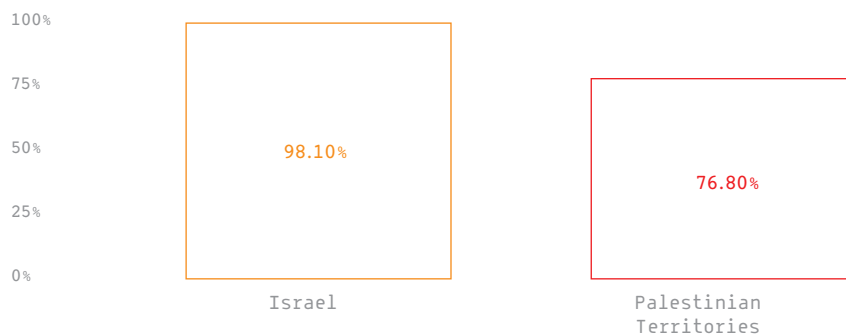 100%
75%
98.10%
50%
76.80%
25%
0%
Israel
Palestinian
Territories